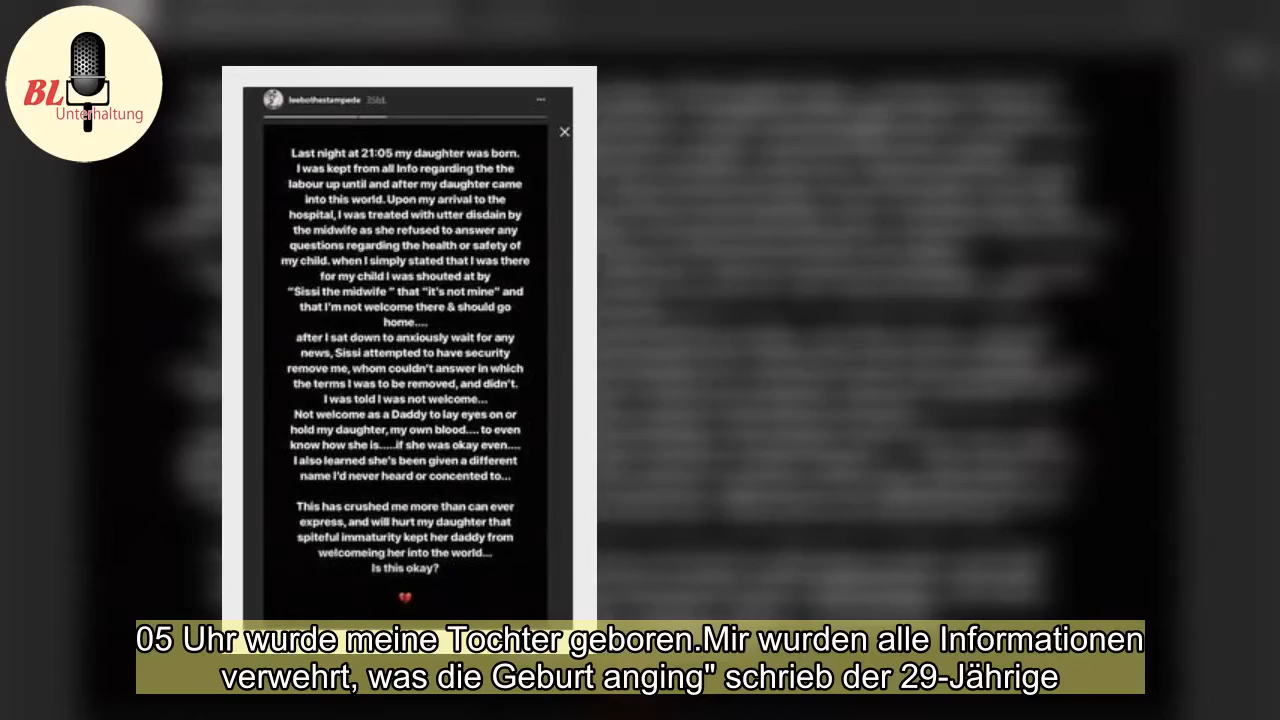 BL
Unterhaltung
leebothestampede 35Std.
Last night at 21:05 my daughter was born.
I was kept from all info regarding the the
labour up until and after my daughter came
into this world. Upon my arrival to the
hospital, I was treated with utter disdain by
the midwife as she refused to answer any
questions regarding the health or safety of
my child. when I simply stated that I was there
for my child I was shouted at by
“Sissi the midwife ” that “it's not mine” and
that I'm not welcome there & should go
home....
after I sat down to anxiously wait for any
news, Sissi attempted to have security
remove me, whom couldn't answer in which
the terms I was to be removed, and didn't.
I was told I was not welcome...
Not welcome as a Daddy to lay eyes on or
hold my daughter, my own blood.... to even
know how she is.....if she was okay even....
I also learned she's been given a different
name I'd never heard or concented to...
This has crushed me more than can ever
express, and will hurt my daughter that
spiteful immaturity kept her daddy from
welcomeing her into the world...
Is this okay?
05 Uhr wurde meine Tochter geboren.Mir wurden alle Informationen
verwehrt, was die Geburt anging" schrieb der 29-Jährige